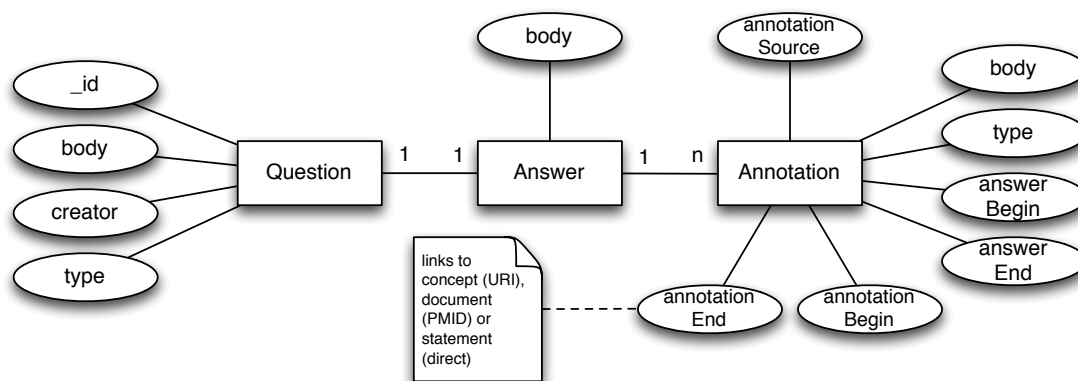 body
annotation
Source
_id
body
body
type
creator
type
Question
1
1
Answer
1
n
Annotation
answer
Begin
answer
End
links to
concept (URI),
document
(PMID) or
statement
(direct)
annotation
End
annotation
Begin